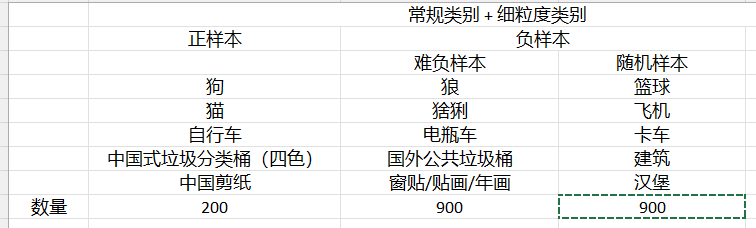 常规类别 + 细粒度类别
正样本 负样本
难负样本 随机样本
狗 狼 篮球
猫 猞猁 飞机
自行车 电瓶车 卡车
中国式垃圾分类桶（四色） 国外公共垃圾桶 建筑
中国剪纸 窗贴/贴画/年画 汉堡
数量 200 900 900